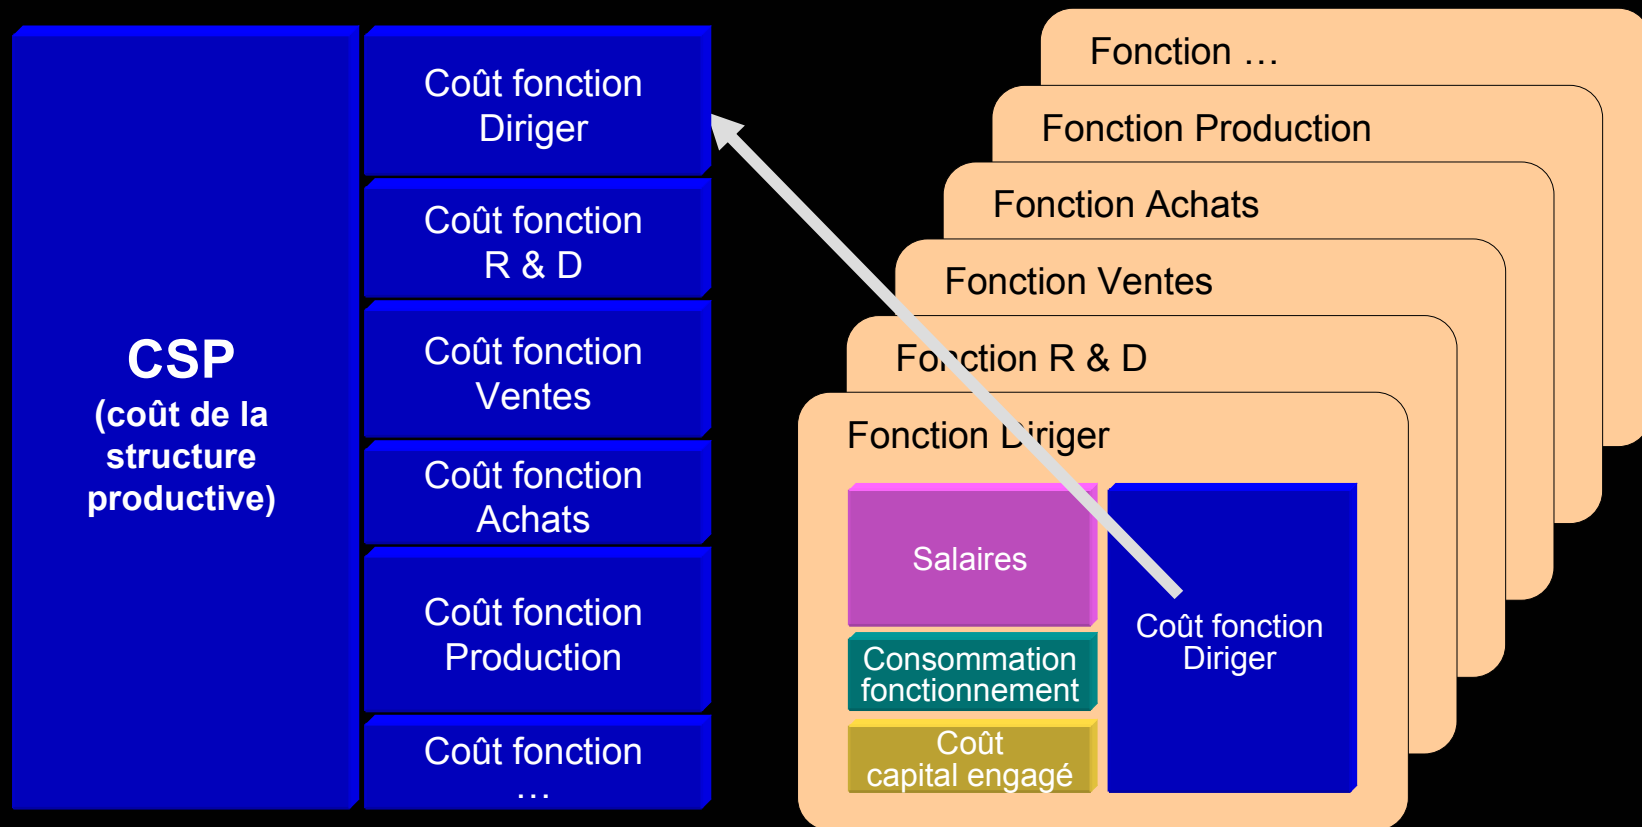 CSP
(coût de la
structure
productive)
Coût fonction
Diriger
Coût fonction
R & D
Coût fonction
Ventes
Coût fonction
Achats
Coût fonction
Production
Coût fonction
…
Fonction …
Fonction Production
Fonction Achats
Fonction Ventes
Fonction R & D
Fonction Diriger
Salaires
Consommation
fonctionnement
Coût
capital engagé
Coût fonction
Diriger